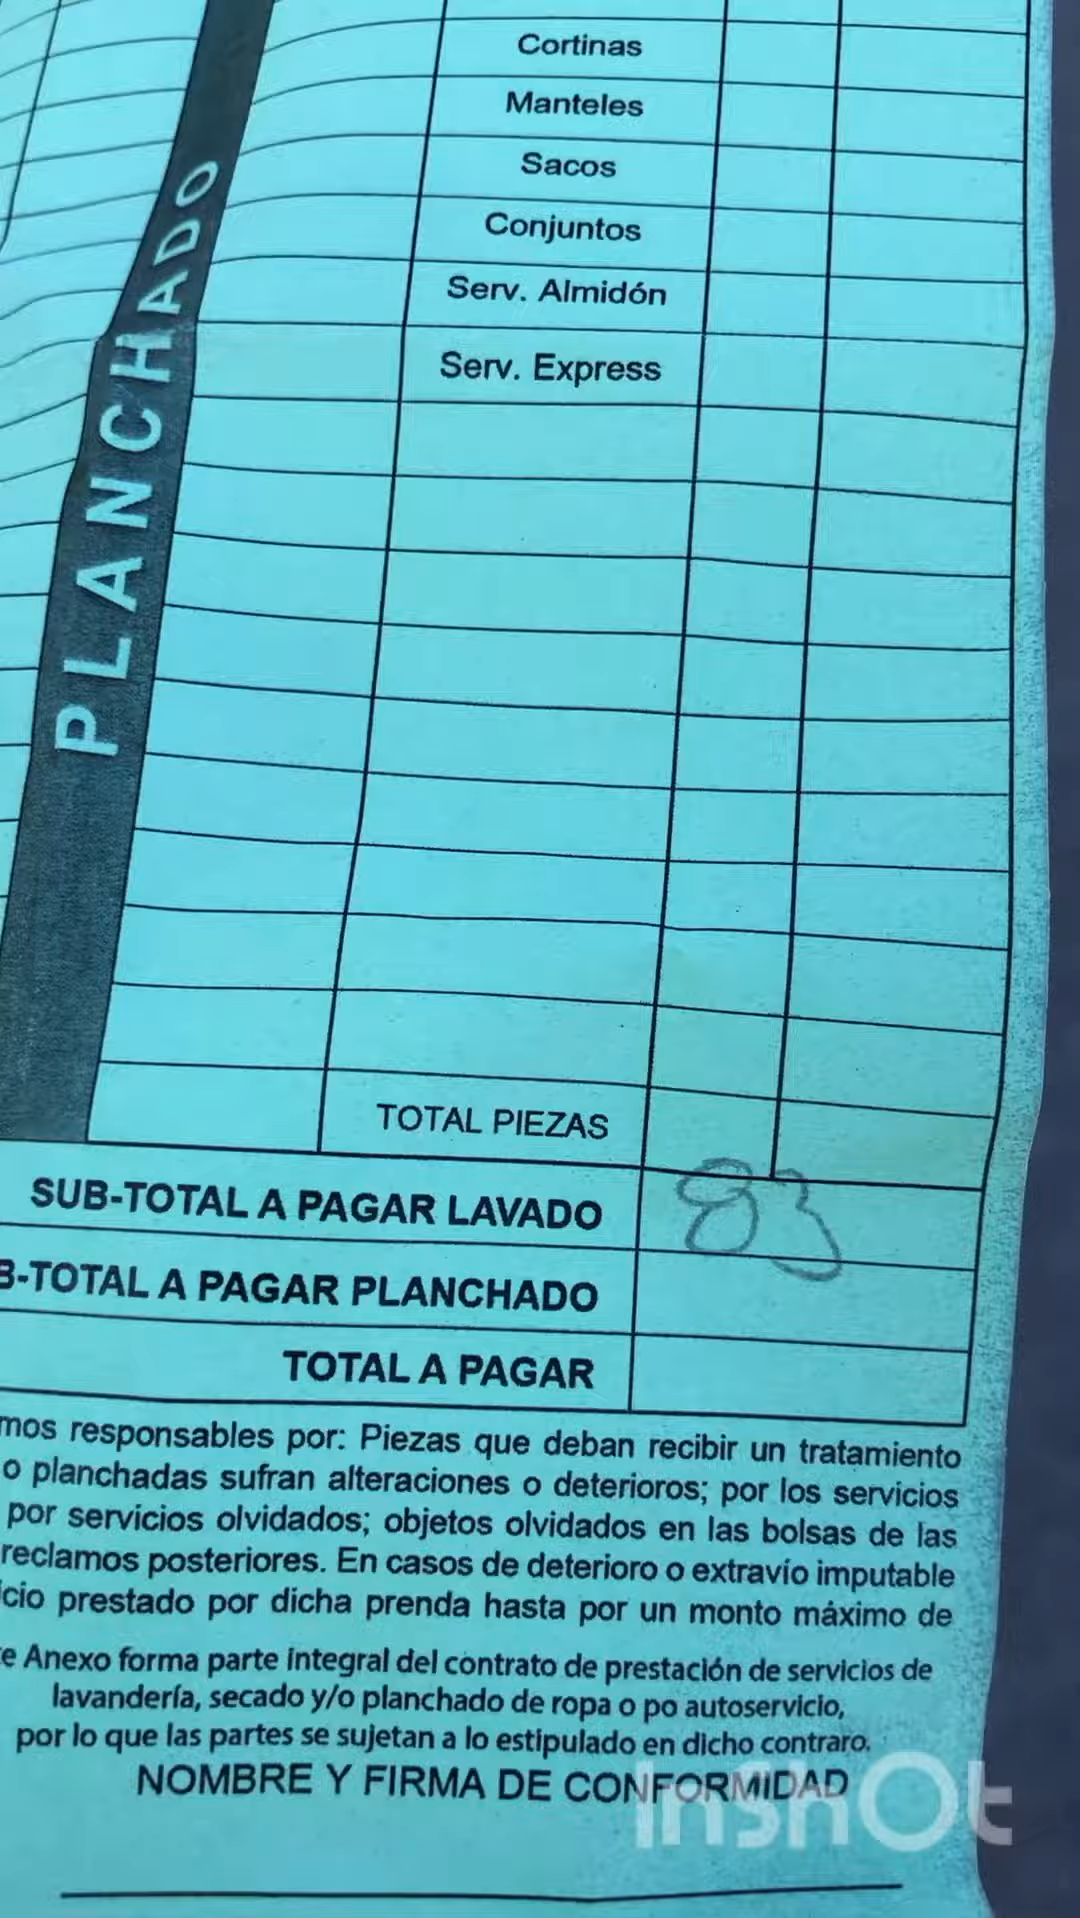 Cortinas
Manteles
Sacos
Conjuntos
Serv. Almidón
Serv. Express
PLANCHADO
TOTAL PIEZAS
SUB-TOTAL A PAGAR LAVADO 83
B-TOTAL A PAGAR PLANCHADO
TOTAL A PAGAR
mos responsables por: Piezas que deban recibir un tratamiento
o planchadas sufran alteraciones o deterioros; por los servicios
por servicios olvidados; objetos olvidados en las bolsas de las
reclamos posteriores. En casos de deterioro o extravío imputable
icio prestado por dicha prenda hasta por un monto máximo de
e Anexo forma parte integral del contrato de prestación de servicios de
lavandería, secado y/o planchado de ropa o po autoservicio,
por lo que las partes se sujetan a lo estipulado en dicho contraro.
NOMBRE Y FIRMA DE CONFORMIDAD
InShOt